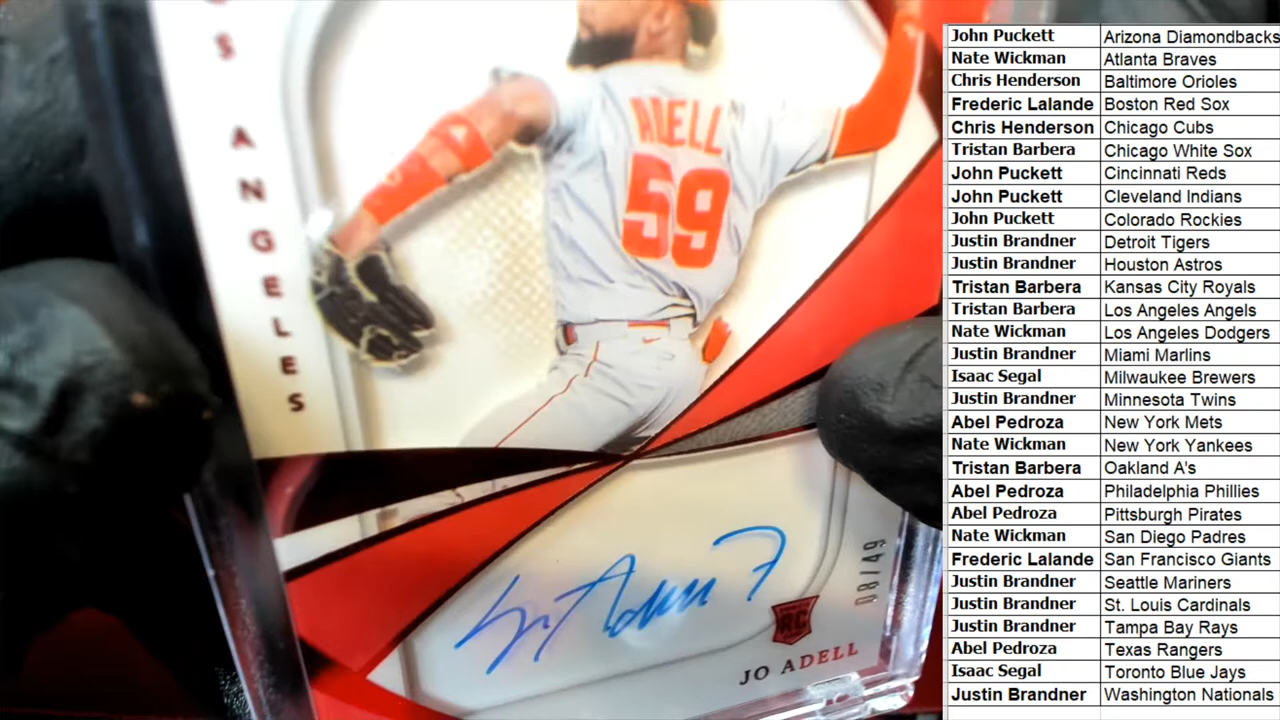 S ANGELES
ADELL
59
Jo Adell 7
08/49
RC
JO ADELL
John Puckett Arizona Diamondbacks
Nate Wickman Atlanta Braves
Chris Henderson Baltimore Orioles
Frederic Lalande Boston Red Sox
Chris Henderson Chicago Cubs
Tristan Barbera Chicago White Sox
John Puckett Cincinnati Reds
John Puckett Cleveland Indians
John Puckett Colorado Rockies
Justin Brandner Detroit Tigers
Justin Brandner Houston Astros
Tristan Barbera Kansas City Royals
Tristan Barbera Los Angeles Angels
Nate Wickman Los Angeles Dodgers
Justin Brandner Miami Marlins
Isaac Segal Milwaukee Brewers
Justin Brandner Minnesota Twins
Abel Pedroza New York Mets
Nate Wickman New York Yankees
Tristan Barbera Oakland A's
Abel Pedroza Philadelphia Phillies
Abel Pedroza Pittsburgh Pirates
Nate Wickman San Diego Padres
Frederic Lalande San Francisco Giants
Justin Brandner Seattle Mariners
Justin Brandner St. Louis Cardinals
Justin Brandner Tampa Bay Rays
Abel Pedroza Texas Rangers
Isaac Segal Toronto Blue Jays
Justin Brandner Washington Nationals